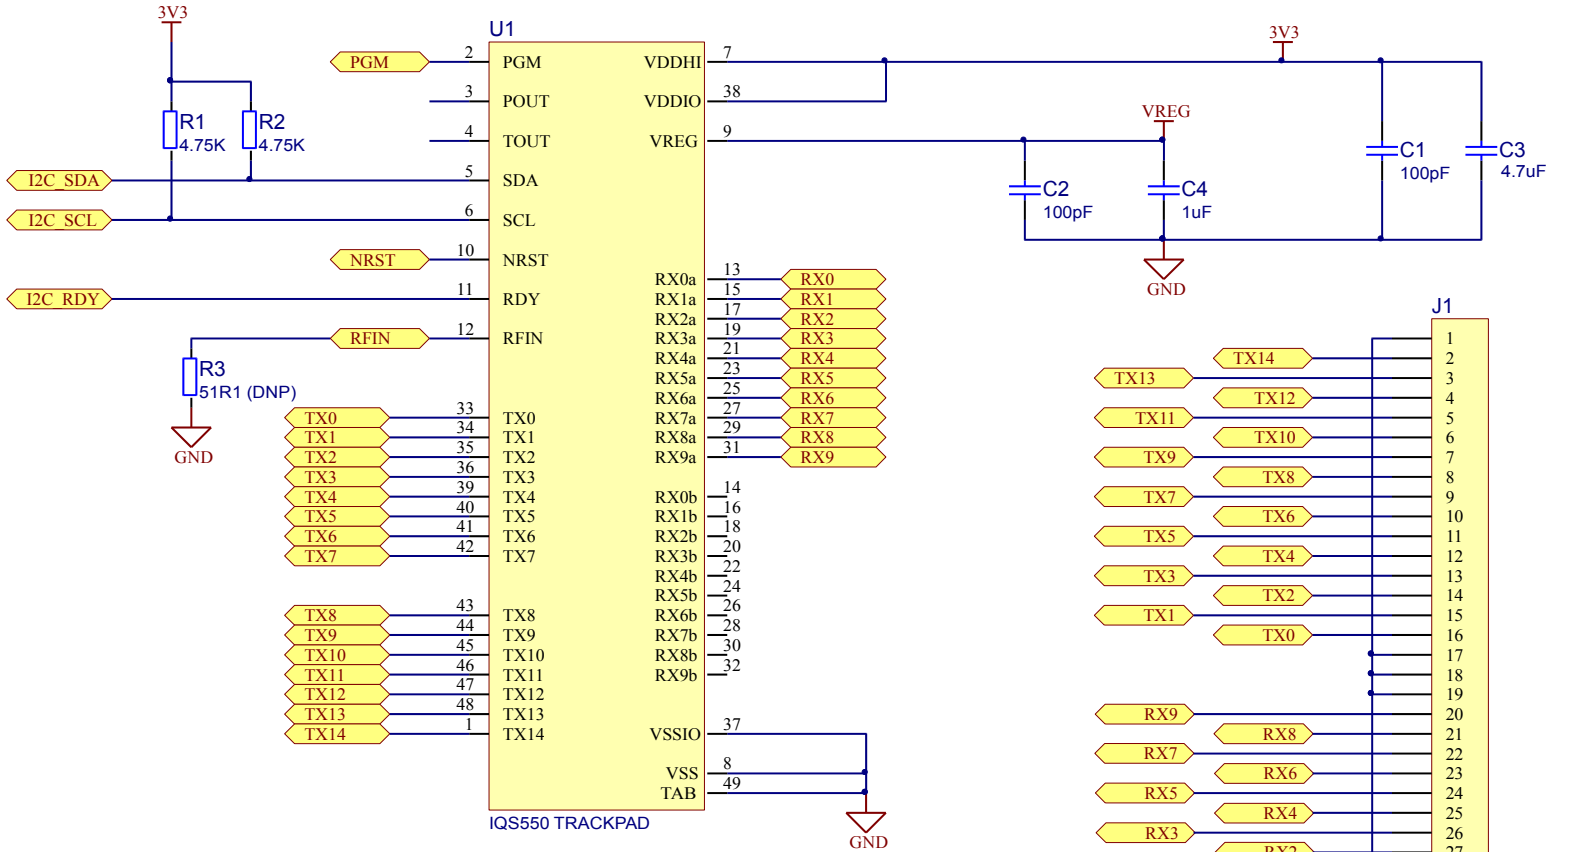 3V3
R1
4.75K
R2
4.75K
I2C_SDA
I2C_SCL
I2C_RDY
PGM
NRST
RFIN
R3
51R1 (DNP)
GND
U1
2 PGM
3 POUT
4 TOUT
5 SDA
6 SCL
10 NRST
11 RDY
12 RFIN
TX0 33 TX0
TX1 34 TX1
TX2 35 TX2
TX3 36 TX3
TX4 39 TX4
TX5 40 TX5
TX6 41 TX6
TX7 42 TX7
TX8 43 TX8
TX9 44 TX9
TX10 45 TX10
TX11 46 TX11
TX12 47 TX12
TX13 48 TX13
TX14 1 TX14
VDDHI 7
VDDIO 38
VREG 9
RX0a 13 RX0
RX1a 15 RX1
RX2a 17 RX2
RX3a 19 RX3
RX4a 21 RX4
RX5a 23 RX5
RX6a 25 RX6
RX7a 27 RX7
RX8a 29 RX8
RX9a 31 RX9
RX0b 14
RX1b 16
RX2b 18
RX3b 20
RX4b 22
RX5b 24
RX6b 26
RX7b 28
RX8b 30
RX9b 32
VSSIO 37
VSS 8
TAB 49
GND
IQS550 TRACKPAD
3V3
VREG
C2
100pF
C4
1uF
C1
100pF
C3
4.7uF
GND
J1
1
TX14 2
TX13 3
TX12 4
TX11 5
TX10 6
TX9 7
TX8 8
TX7 9
TX6 10
TX5 11
TX4 12
TX3 13
TX2 14
TX1 15
TX0 16
17
18
19
RX9 20
RX8 21
RX7 22
RX6 23
RX5 24
RX4 25
RX3 26
RX2 27